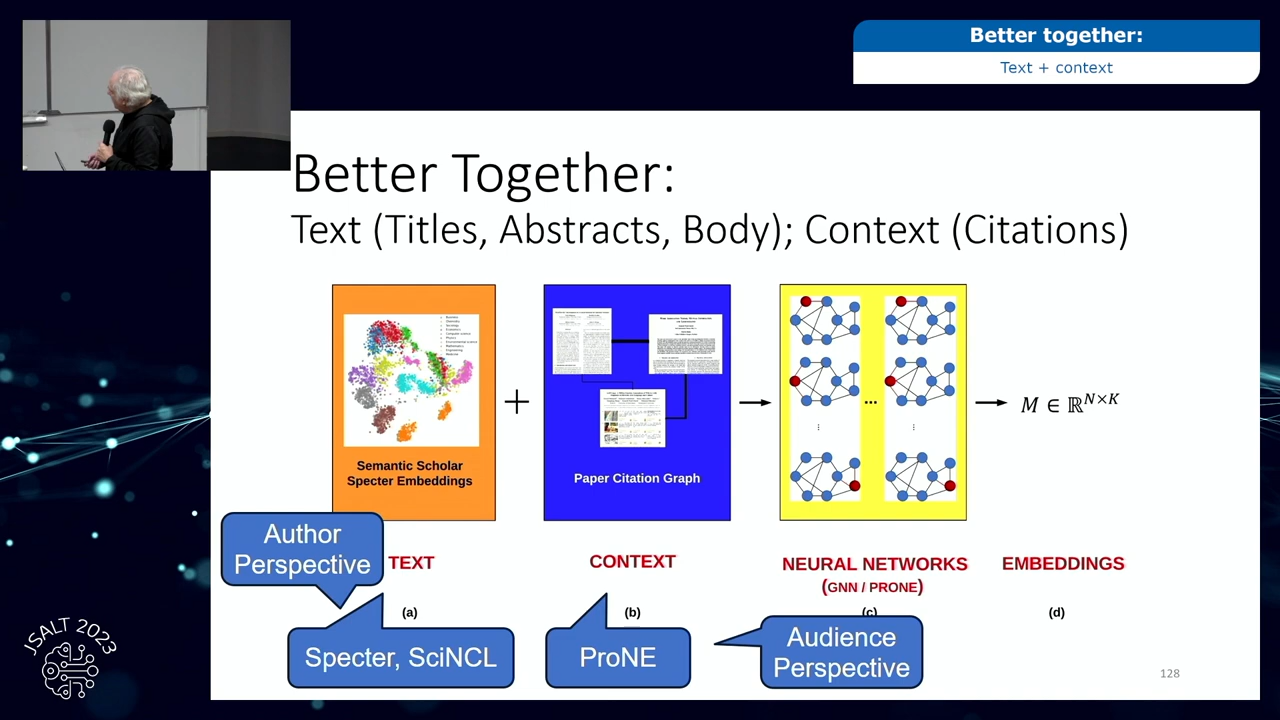 Better together:
Text + context
Better Together:
Text (Titles, Abstracts, Body); Context (Citations)
Semantic Scholar
Specter Embeddings
+
Paper Citation Graph
...
M ∈ ℝ^{N×K}
Author
Perspective
TEXT
CONTEXT
NEURAL NETWORKS
(GNN / PRONE)
EMBEDDINGS
(a)
(b)
(c)
(d)
Specter, SciNCL
ProNE
Audience
Perspective
JSALT 2023
128